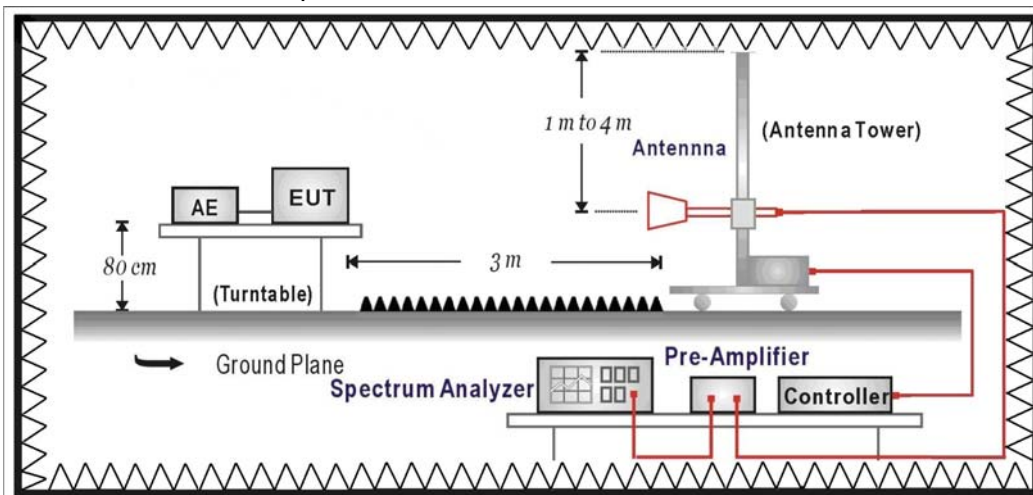 1 m to 4 m
(Antenna Tower)
Antennna
EUT
AE
80 cm
3 m
(Turntable)
Ground Plane
Pre-Amplifier
Spectrum Analyzer
Controller